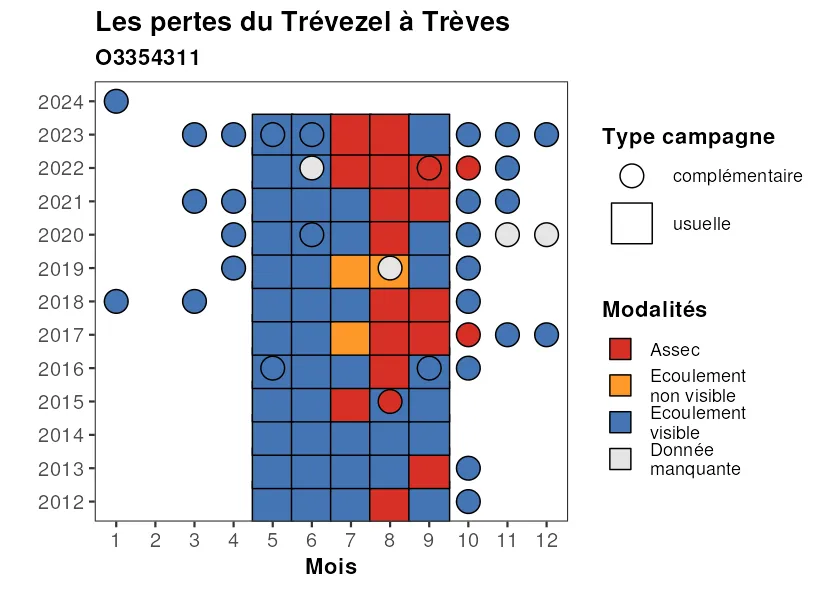 Les pertes du Trévezel à Trèves
O3354311
2024
2023
2022
2021
2020
2019
2018
2017
2016
2015
2014
2013
2012
1 2 3 4 5 6 7 8 9 10 11 12
Mois
Type campagne
complémentaire
usuelle
Modalités
Assec
Ecoulement
non visible
Ecoulement
visible
Donnée
manquante